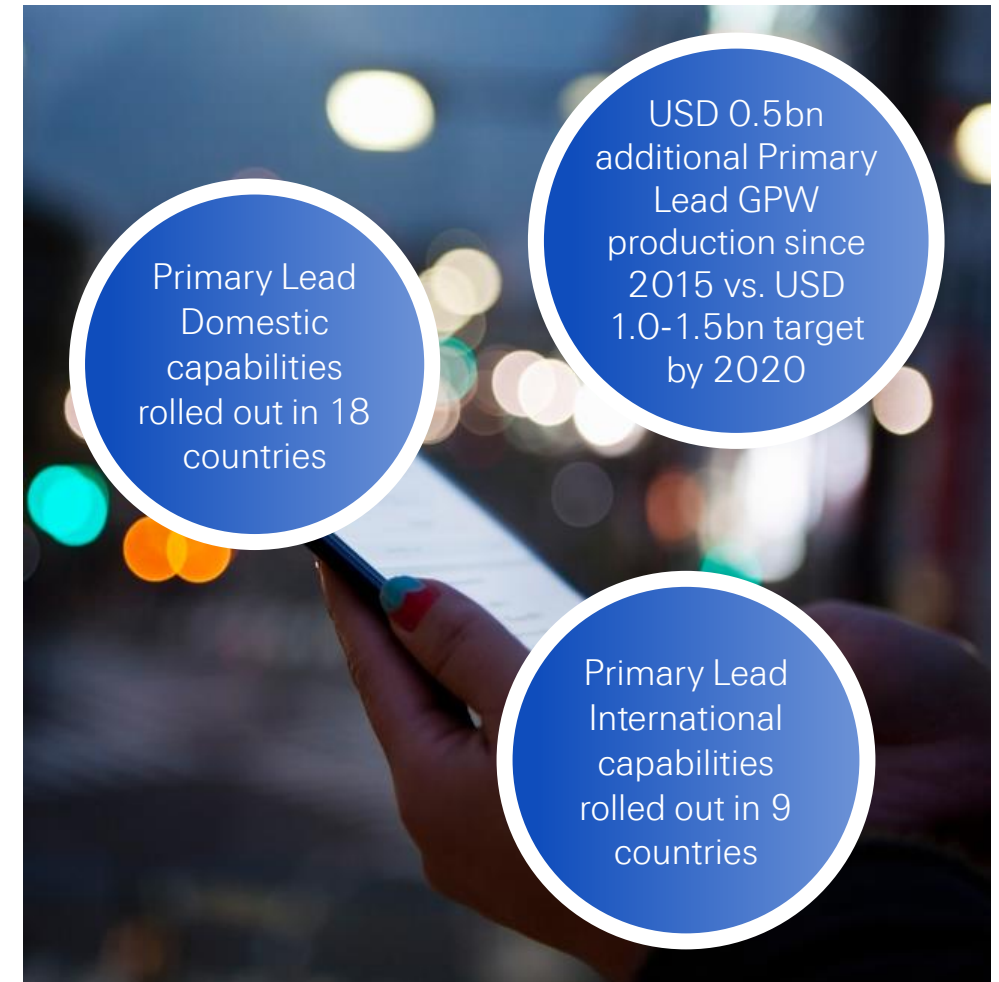 Primary Lead
Domestic
capabilities
rolled out in 18
countries
USD 0.5bn
additional Primary
Lead GPW
production since
2015 vs. USD
1.0-1.5bn target
by 2020
Primary Lead
International
capabilities
rolled out in 9
countries